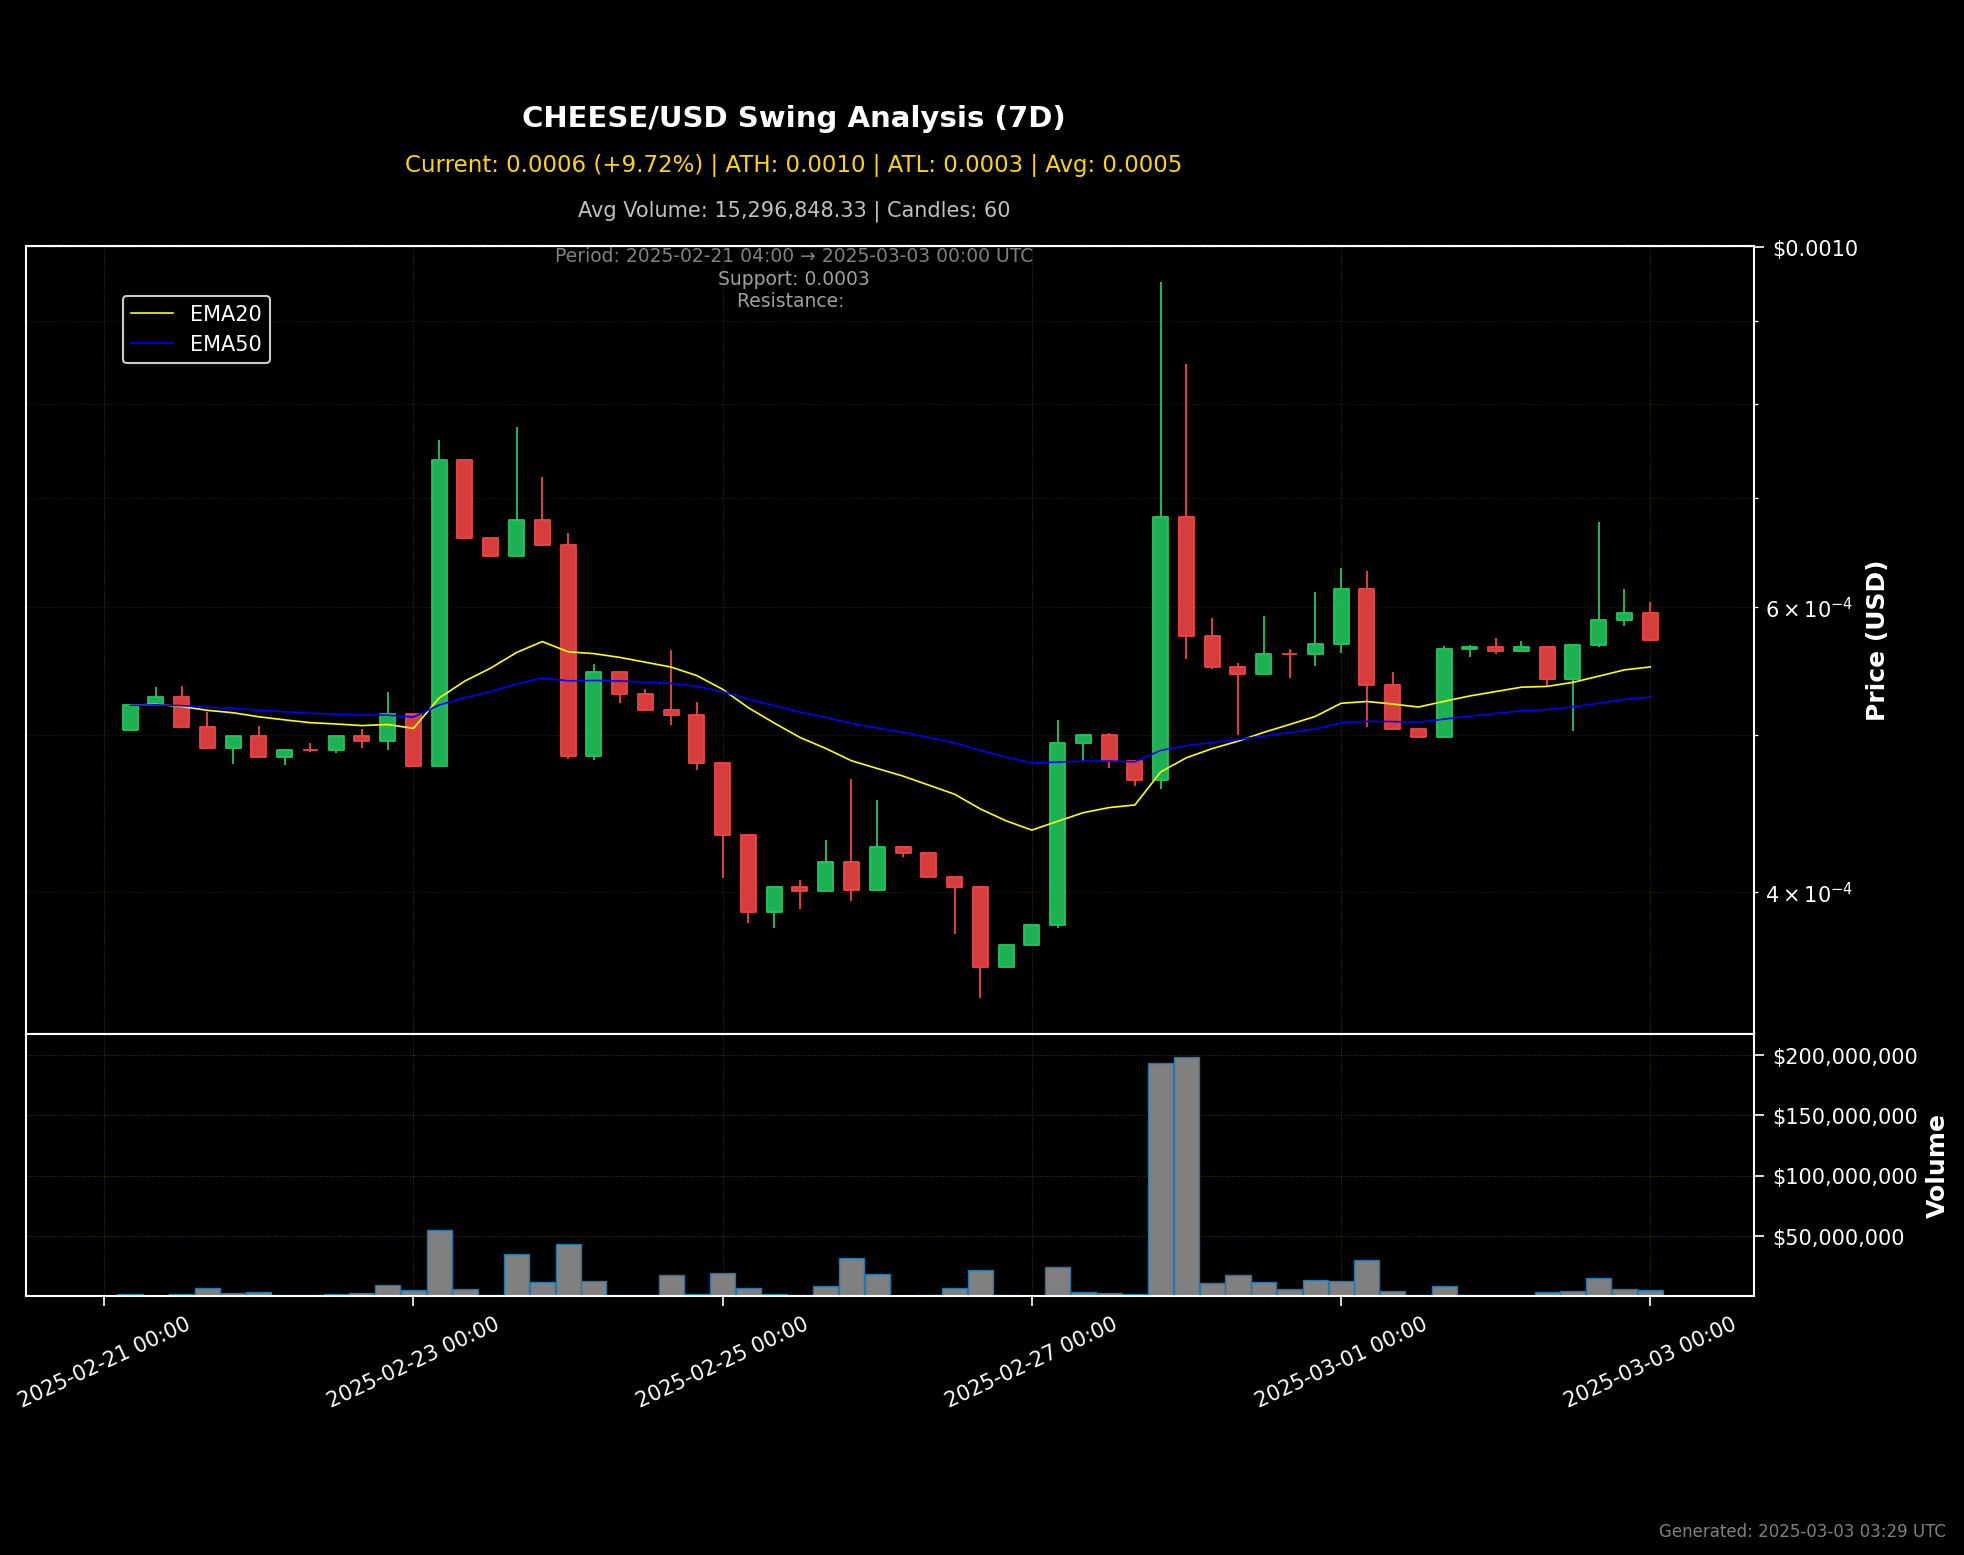 CHEESE/USD Swing Analysis (7D)
Current: 0.0006 (+9.72%) | ATH: 0.0010 | ATL: 0.0003 | Avg: 0.0005
Avg Volume: 15,296,848.33 | Candles: 60
Period: 2025-02-21 04:00 → 2025-03-03 00:00 UTC
Support: 0.0003
Resistance:
EMA20
EMA50
$0.0010
6 × 10⁻⁴
4 × 10⁻⁴
Price (USD)
$200,000,000
$150,000,000
$100,000,000
$50,000,000
Volume
2025-02-21 00:00
2025-02-23 00:00
2025-02-25 00:00
2025-02-27 00:00
2025-03-01 00:00
2025-03-03 00:00
Generated: 2025-03-03 03:29 UTC